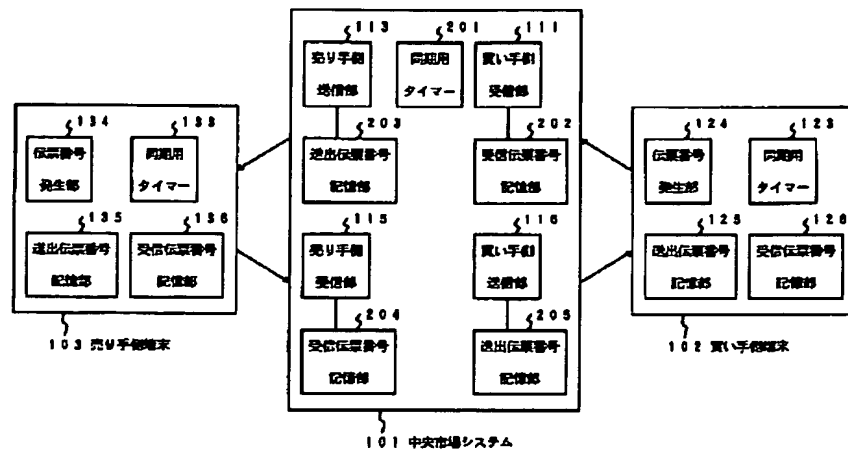 113
売り手側
送信部
201
同期用
タイマー
111
買い手側
受信部
203
送出伝票番号
記憶部
202
受信伝票番号
記憶部
115
売り手側
受信部
116
買い手側
送信部
204
受信伝票番号
記憶部
205
送出伝票番号
記憶部
101 中央市場システム
134
伝票番号
発生部
133
同期用
タイマー
135
送出伝票番号
記憶部
136
受信伝票番号
記憶部
103 売り手側端末
124
伝票番号
発生部
123
同期用
タイマー
125
送出伝票番号
記憶部
126
受信伝票番号
記憶部
102 買い手側端末